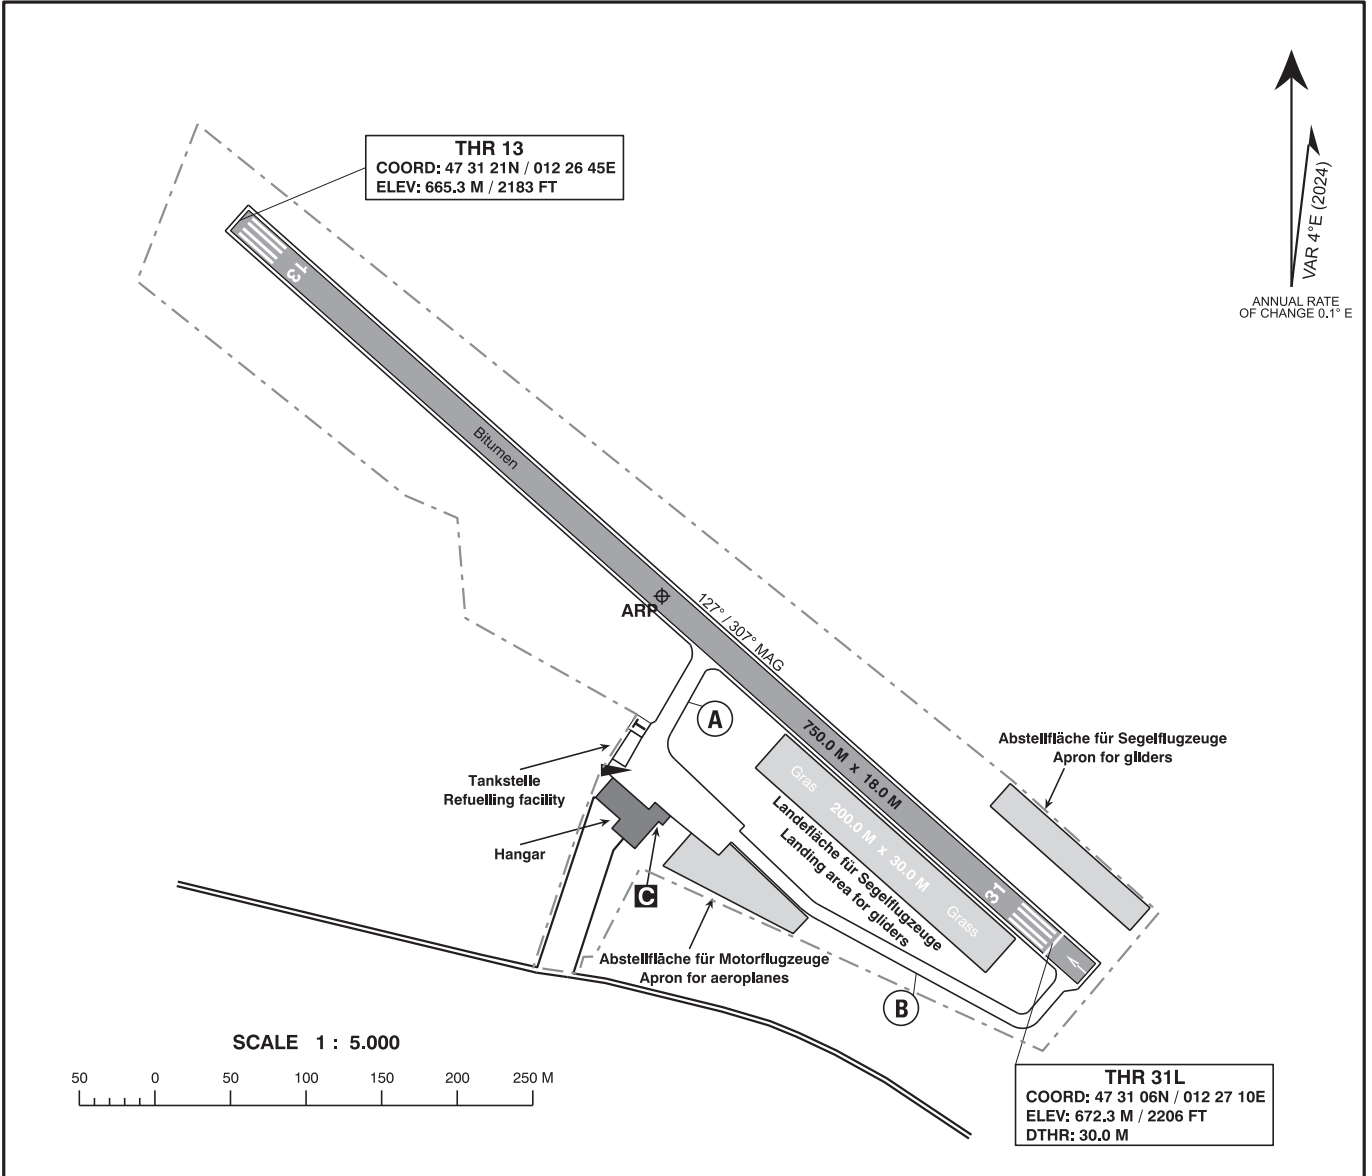 THR 13
COORD: 47 31 21N / 012 26 45E
ELEV: 665.3 M / 2183 FT
VAR 4°E (2024)
ANNUAL RATE
OF CHANGE 0.1° E
13
Bitumen
ARP
127° / 307° MAG
A
T
750.0 M x 18.0 M
Abstellfläche für Segelflugzeuge
Apron for gliders
Tankstelle
Refuelling facility
Gras 200.0 M x 30.0 M Grass
Landefläche für Segelflugzeuge
Landing area for gliders
Hangar
C
31
Abstellfläche für Motorflugzeuge
Apron for aeroplanes
B
SCALE 1 : 5.000
50 0 50 100 150 200 250 M
THR 31L
COORD: 47 31 06N / 012 27 10E
ELEV: 672.3 M / 2206 FT
DTHR: 30.0 M